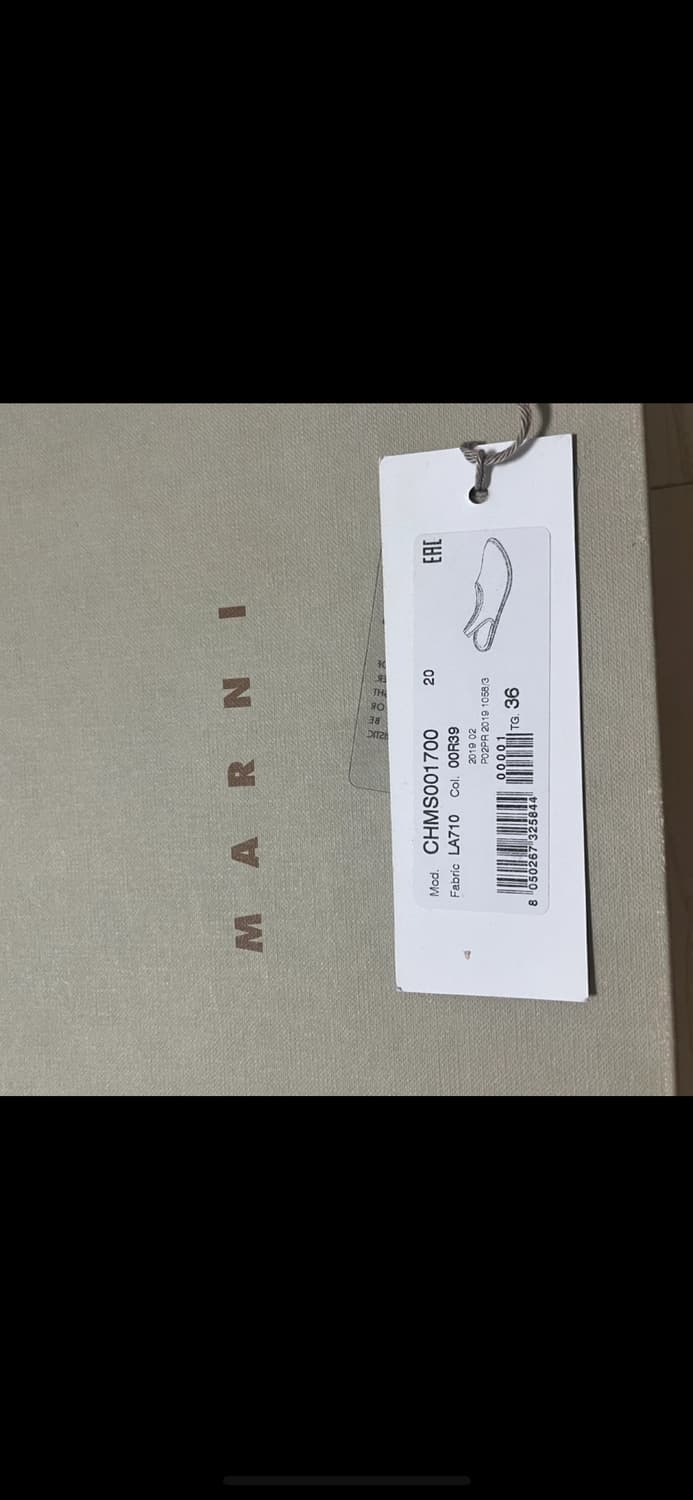 MARNI
EAC
Mod. CHMS001700 20
Fabric LA710 Col. 00R39
2019 02
P02PR 2019 1058/3
00001 TG. 36
8 050267 325844